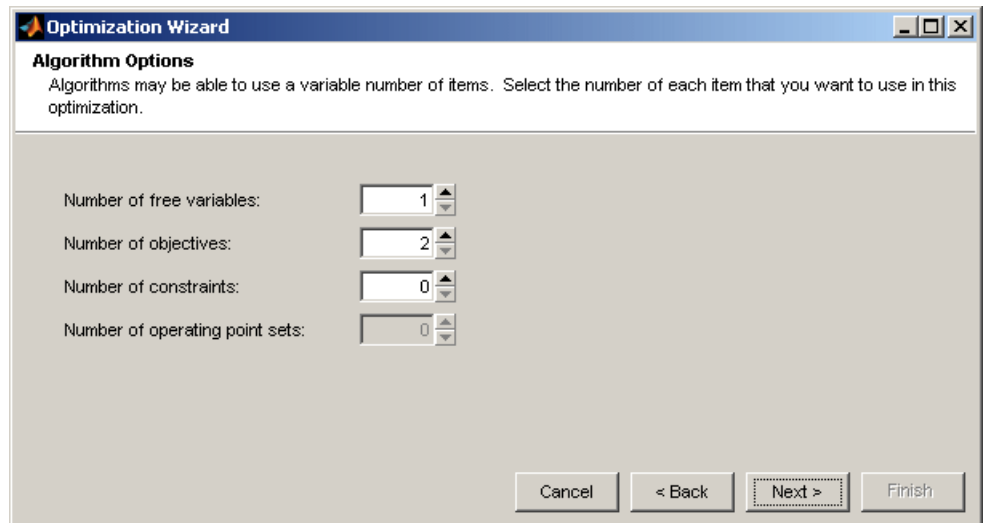 Optimization Wizard
Algorithm Options
Algorithms may be able to use a variable number of items. Select the number of each item that you want to use in this
optimization.
Number of free variables: 1
Number of objectives: 2
Number of constraints: 0
Number of operating point sets: 0
Cancel < Back Next > Finish